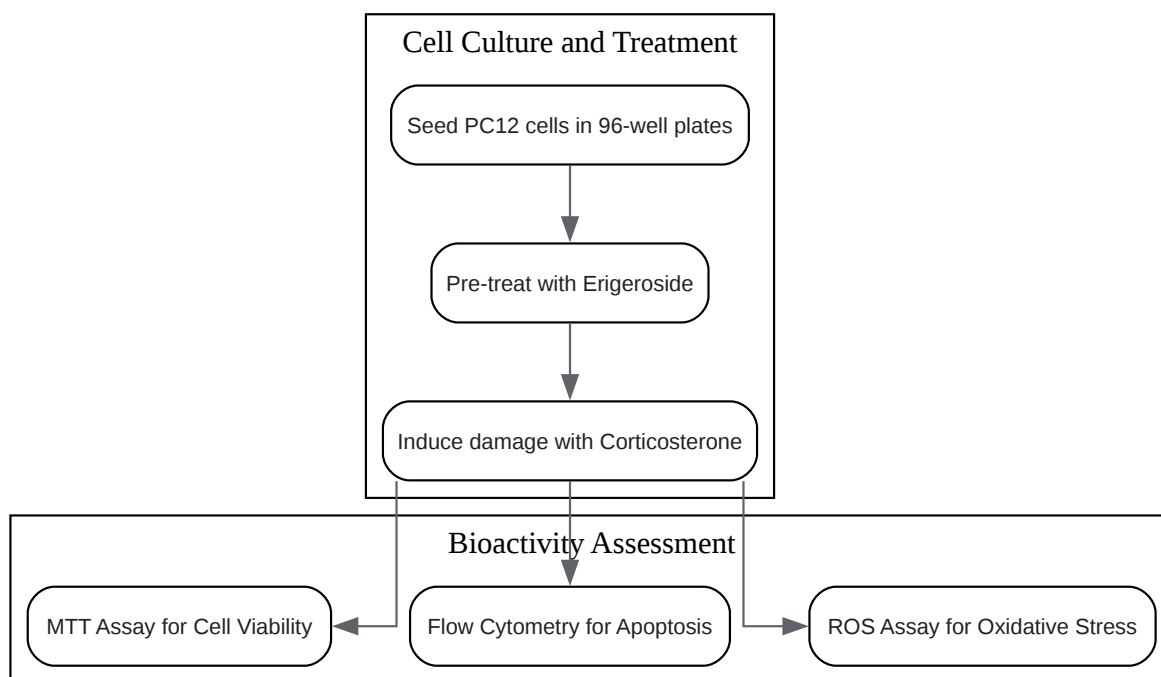 Cell Culture and Treatment
Seed PC12 cells in 96-well plates
Pre-treat with Erigeroside
Induce damage with Corticosterone
Bioactivity Assessment
MTT Assay for Cell Viability
Flow Cytometry for Apoptosis
ROS Assay for Oxidative Stress